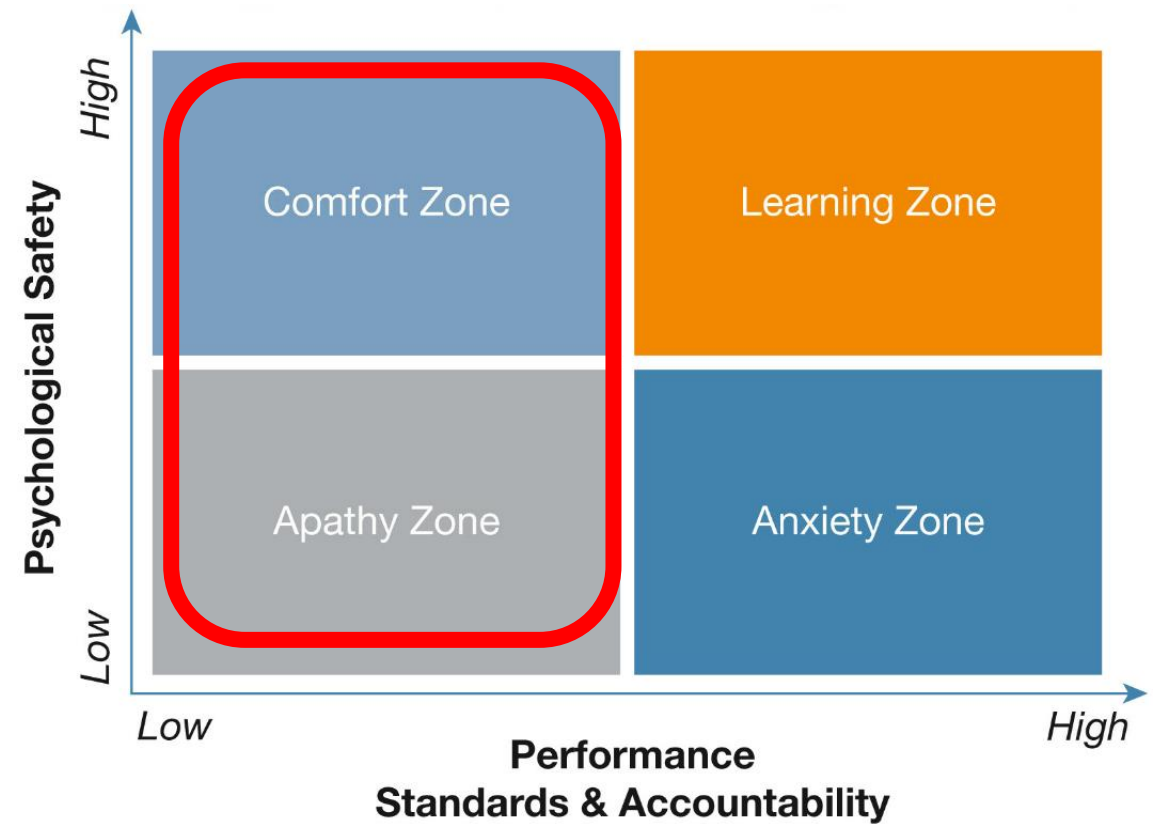 High
Comfort Zone
Learning Zone
Psychological Safety
Apathy Zone
Anxiety Zone
Low
Low
High
Performance
Standards & Accountability